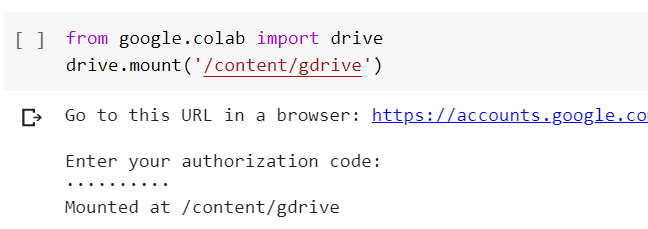 [ ] from google.colab import drive
drive.mount('/content/gdrive')
Go to this URL in a browser: https://accounts.google.co
Enter your authorization code:
··········
Mounted at /content/gdrive